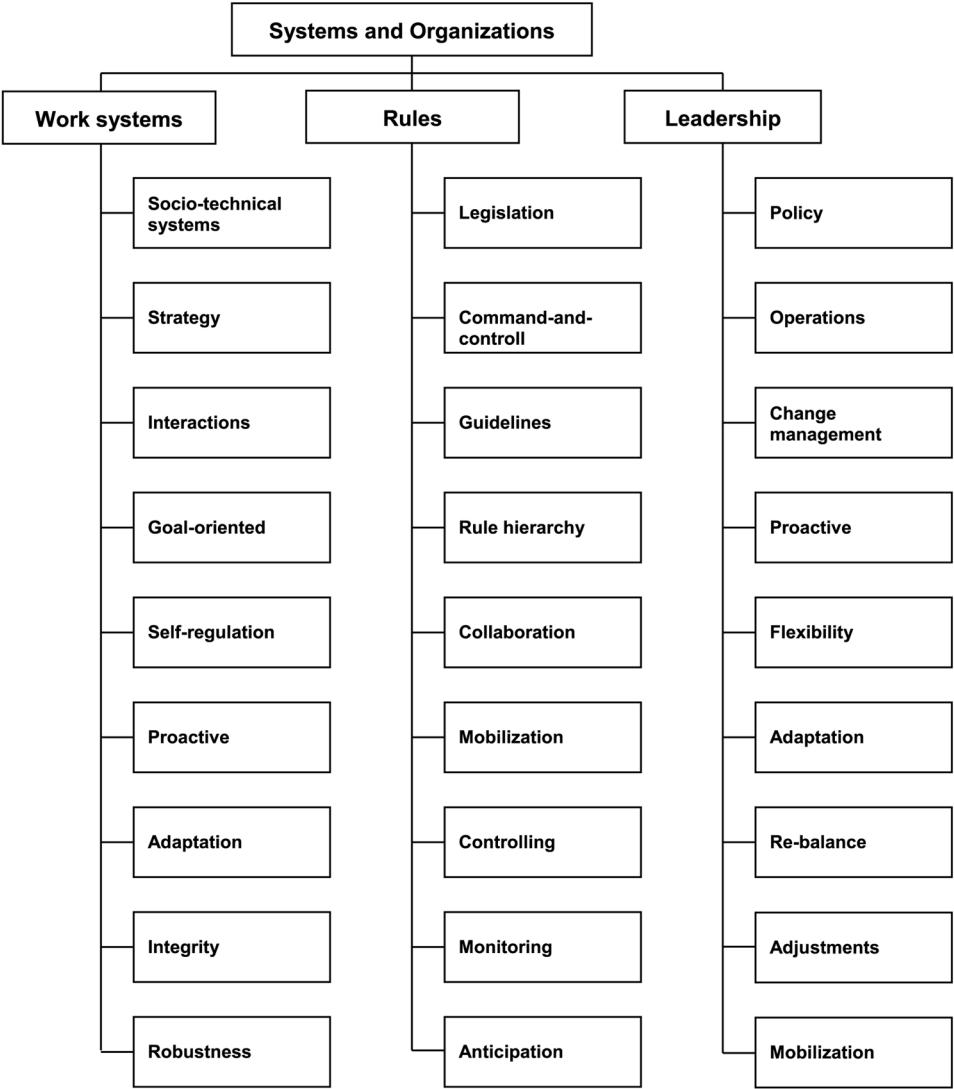 Systems and Organizations
Work systems
Rules
Leadership
Socio-technical
systems
Legislation
Policy
Strategy
Command-and-
controll
Operations
Interactions
Guidelines
Change
management
Goal-oriented
Rule hierarchy
Proactive
Self-regulation
Collaboration
Flexibility
Proactive
Mobilization
Adaptation
Adaptation
Controlling
Re-balance
Integrity
Monitoring
Adjustments
Robustness
Anticipation
Mobilization